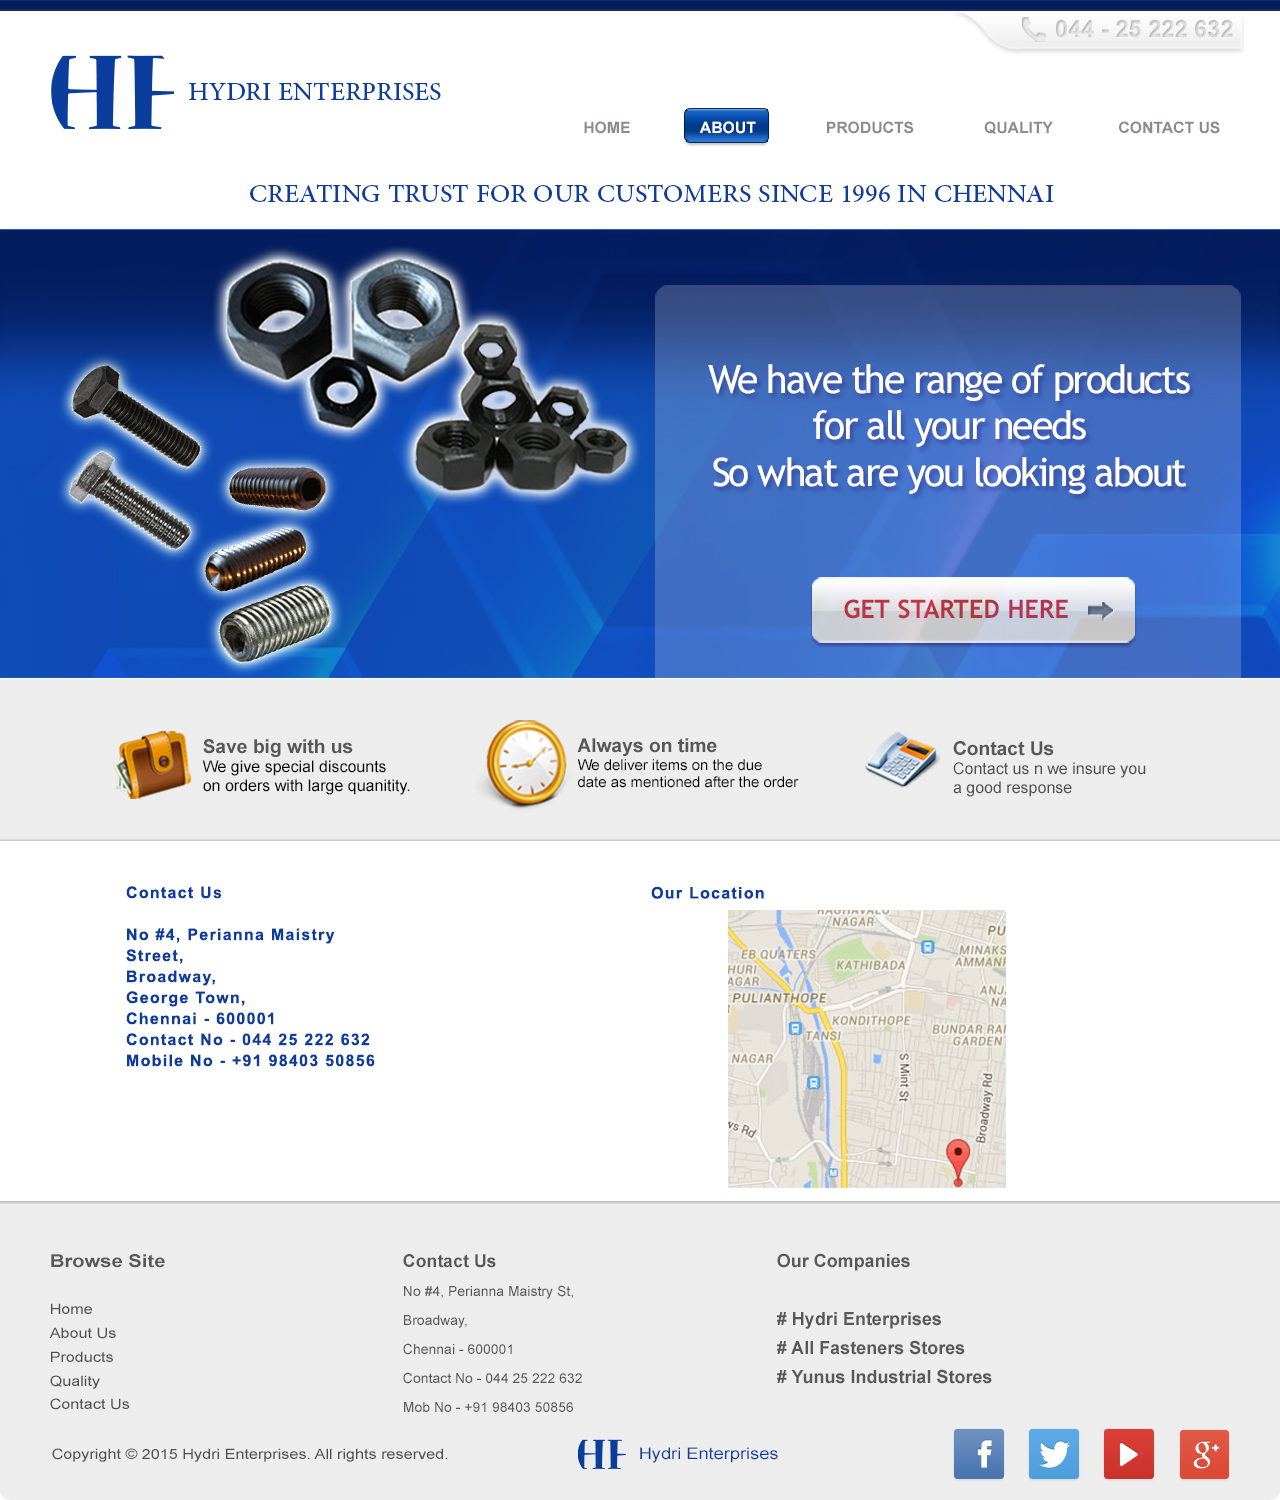 044 - 25 222 632
HF HYDRI ENTERPRISES
HOME ABOUT PRODUCTS QUALITY CONTACT US
CREATING TRUST FOR OUR CUSTOMERS SINCE 1996 IN CHENNAI
We have the range of products
for all your needs
So what are you looking about
GET STARTED HERE
Save big with us
We give special discounts
on orders with large quanitity.
Always on time
We deliver items on the due
date as mentioned after the order
Contact Us
Contact us n we insure you
a good response
Contact Us
No #4, Perianna Maistry
Street,
Broadway,
George Town,
Chennai - 600001
Contact No - 044 25 222 632
Mobile No - +91 98403 50856
Our Location
NAGAR
PU
MINAKS
AMMAN
EB QUATERS
KATHIBADA
HURI
AGAR
PULIANTHOPE
ANJ
NA
KONDITHOPE
TANSI
BUNDAR RA
GARDEN
NAGAR
S Mint St
Broadway Rd
ws Rd
M
Browse Site
Home
About Us
Products
Quality
Contact Us
Contact Us
No #4, Perianna Maistry St,
Broadway,
Chennai - 600001
Contact No - 044 25 222 632
Mob No - +91 98403 50856
Our Companies
# Hydri Enterprises
# All Fasteners Stores
# Yunus Industrial Stores
Copyright © 2015 Hydri Enterprises. All rights reserved.
HF Hydri Enterprises
f
g+